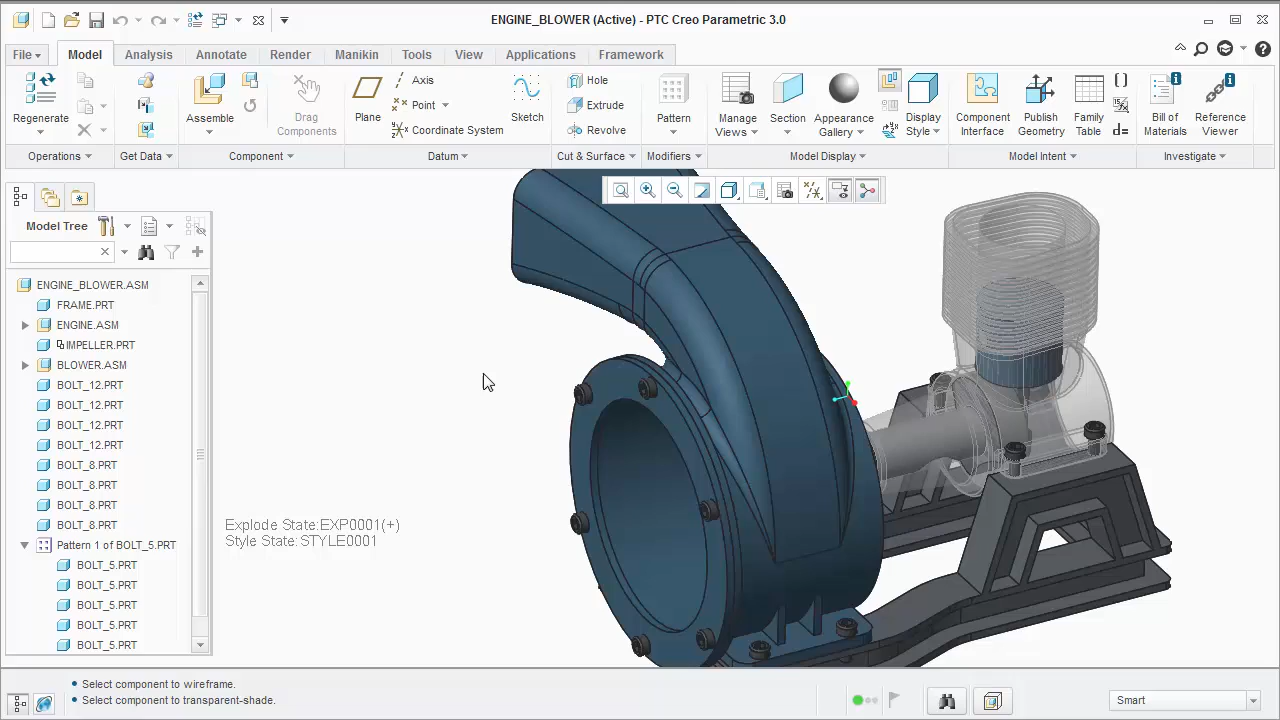 ENGINE_BLOWER (Active) - PTC Creo Parametric 3.0
File Model Analysis Annotate Render Manikin Tools View Applications Framework
Regenerate
Assemble
Drag Components
Plane
Axis
Point
Coordinate System
Sketch
Hole
Extrude
Revolve
Pattern
Manage Views
Section
Appearance Gallery
Display Style
Component Interface
Publish Geometry
Family Table
Bill of Materials
Reference Viewer
Operations Get Data Component Datum Cut & Surface Modifiers Model Display Model Intent Investigate
Model Tree
ENGINE_BLOWER.ASM
FRAME.PRT
ENGINE.ASM
IMPELLER.PRT
BLOWER.ASM
BOLT_12.PRT
BOLT_12.PRT
BOLT_12.PRT
BOLT_12.PRT
BOLT_8.PRT
BOLT_8.PRT
BOLT_8.PRT
BOLT_8.PRT
Pattern 1 of BOLT_5.PRT
BOLT_5.PRT
BOLT_5.PRT
BOLT_5.PRT
BOLT_5.PRT
BOLT_5.PRT
Explode State:EXP0001(+)
Style State:STYLE0001
• Select component to wireframe.
• Select component to transparent shade.
Smart